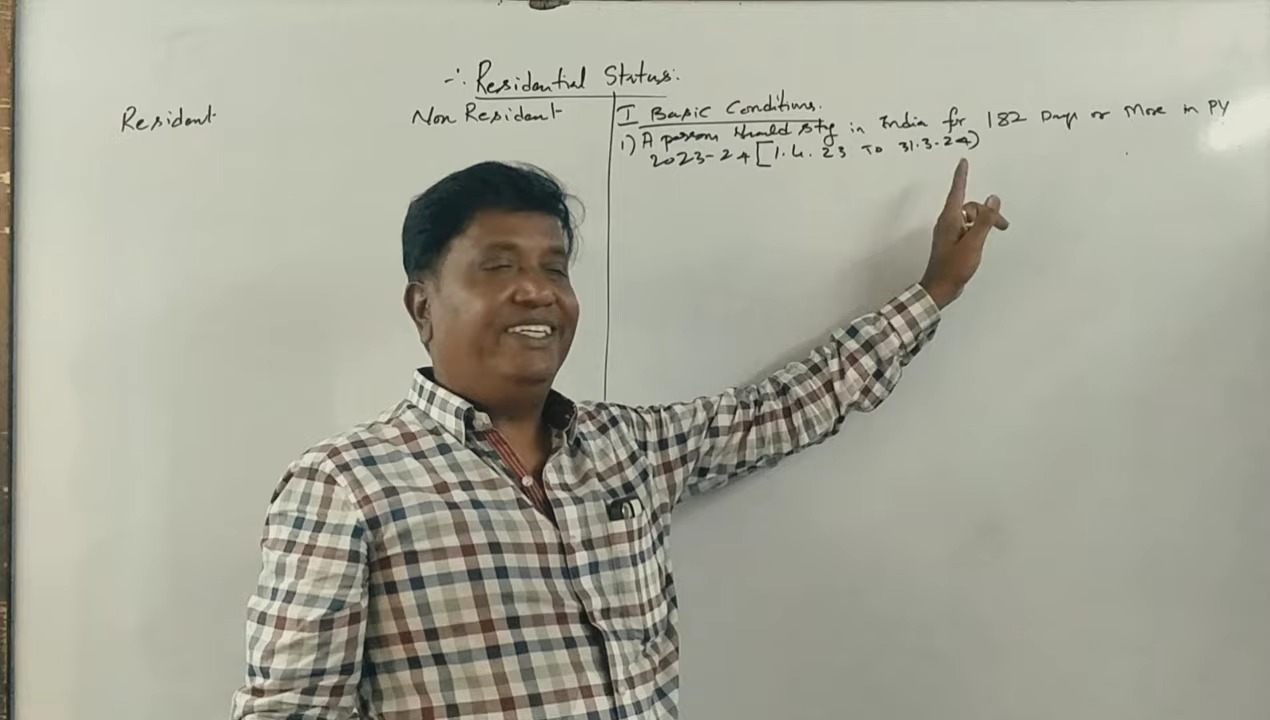 -: Residential Status:
Resident
Non Resident
I Basic Conditions.
1) A person should stay in India for 182 Days or More in PY
2023-24 [1.4.23 TO 31.3.24)